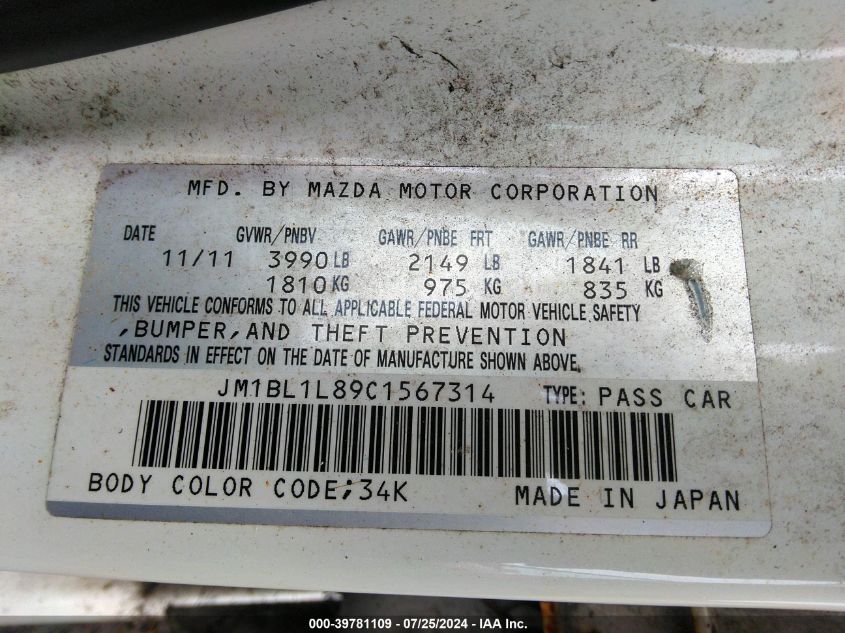 MFD. BY MAZDA MOTOR CORPORATION
DATE GVWR/PNBV GAWR/PNBE FRT GAWR/PNBE RR
11/11 3990 LB 2149 LB 1841 LB
1810 KG 975 KG 835 KG
THIS VEHICLE CONFORMS TO ALL APPLICABLE FEDERAL MOTOR VEHICLE SAFETY
,BUMPER,AND THEFT PREVENTION
STANDARDS IN EFFECT ON THE DATE OF MANUFACTURE SHOWN ABOVE.
JM1BL1L89C1567314 TYPE: PASS CAR
BODY COLOR CODE;34K MADE IN JAPAN
000-39781109 - 07/25/2024 - IAA Inc.